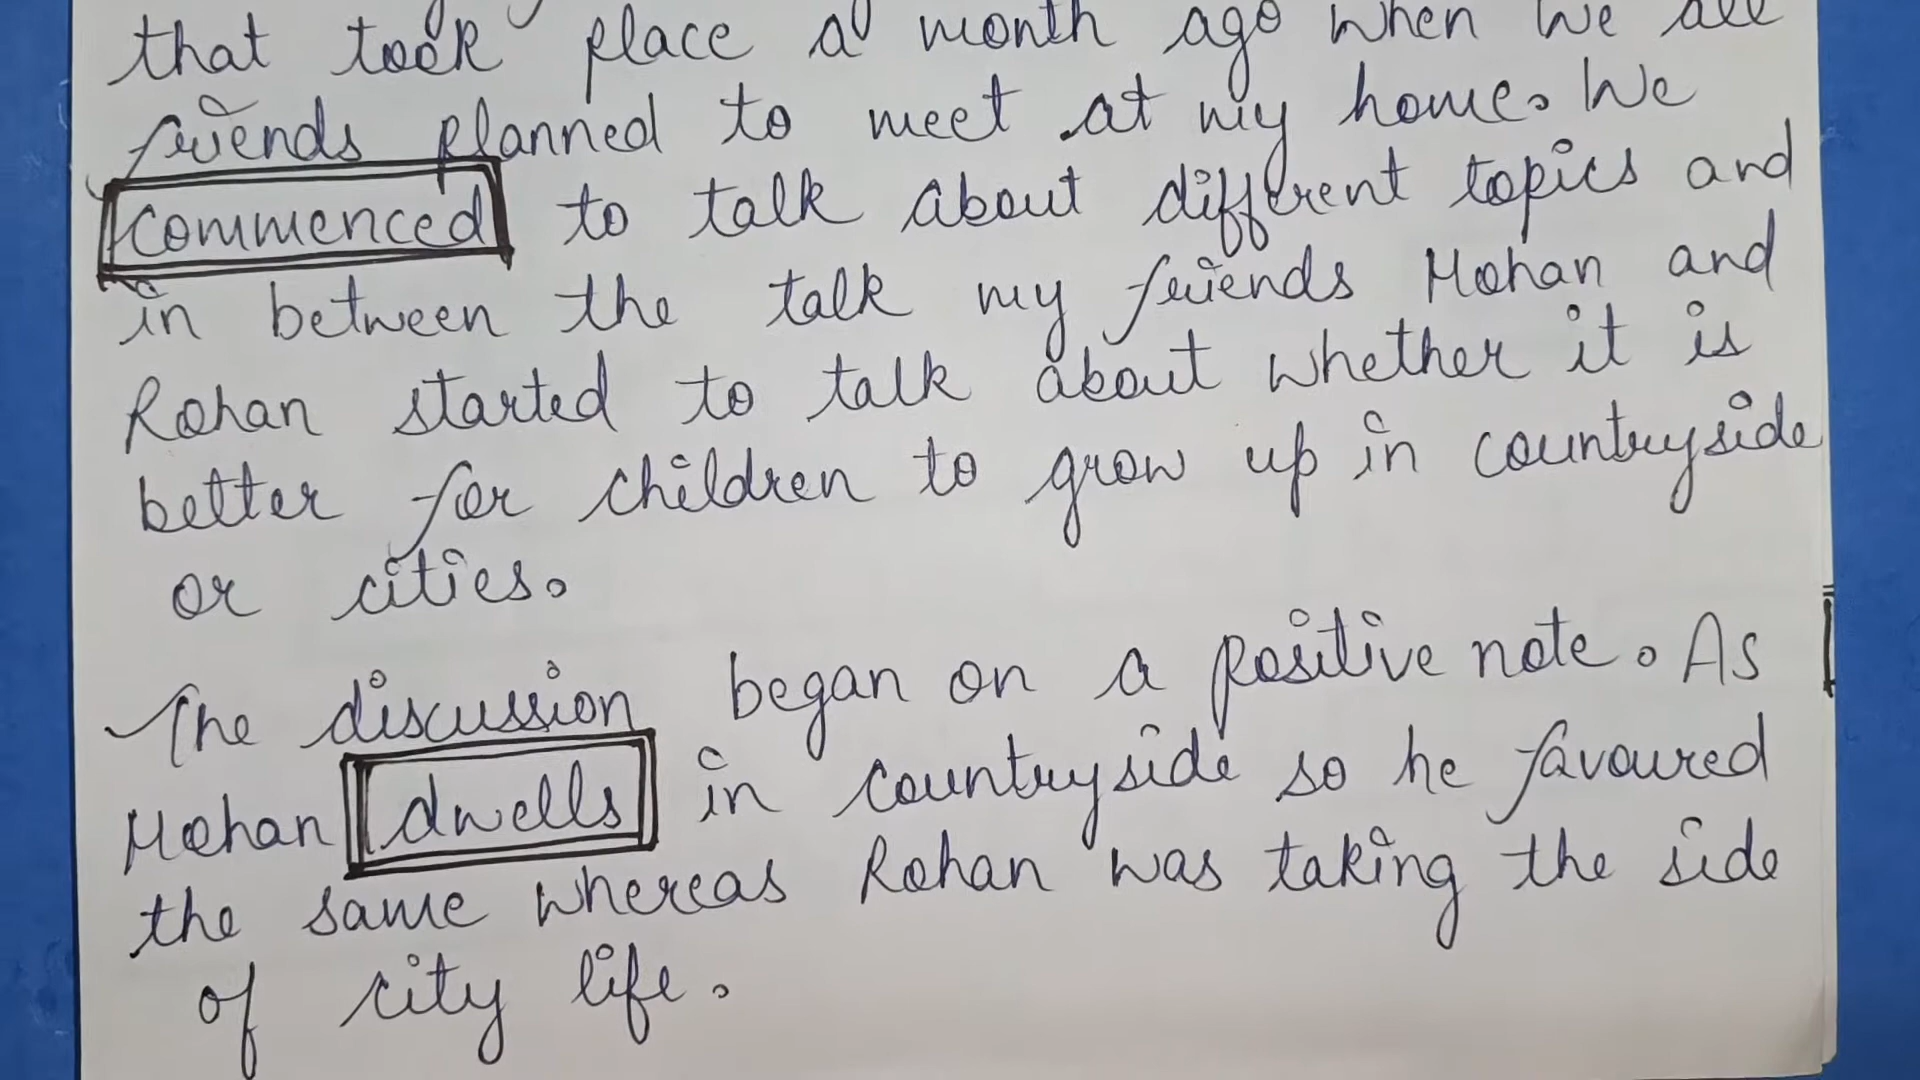 that took place a month ago when we all
friends planned to meet at my home. We
commenced to talk about different topics and
in between the talk my friends Mohan and
Rohan started to talk about whether it is
better for children to grow up in countryside
or cities.
The discussion began on a positive note. As
Mohan dwells in countryside so he favoured
the same whereas Rohan was taking the side
of city life.